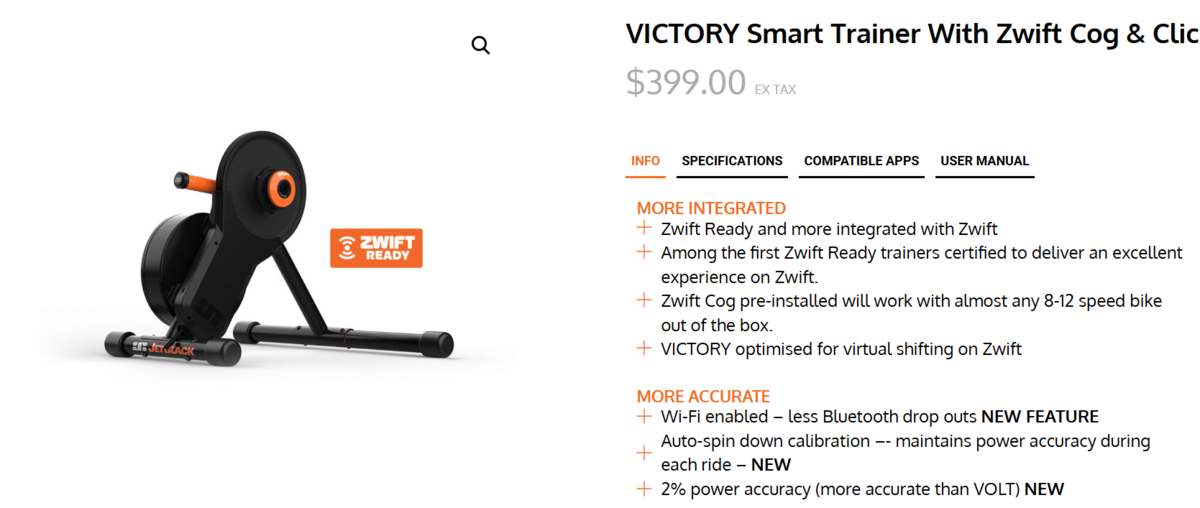 VICTORY Smart Trainer With Zwift Cog & Clic
$399.00 EX TAX
INFO SPECIFICATIONS COMPATIBLE APPS USER MANUAL
MORE INTEGRATED
Zwift Ready and more integrated with Zwift
Among the first Zwift Ready trainers certified to deliver an excellent
experience on Zwift.
Zwift Cog pre-installed will work with almost any 8-12 speed bike
out of the box.
VICTORY optimised for virtual shifting on Zwift
MORE ACCURATE
Wi-Fi enabled – less Bluetooth drop outs NEW FEATURE
Auto-spin down calibration –- maintains power accuracy during
each ride – NEW
2% power accuracy (more accurate than VOLT) NEW
ZWIFT
READY
JETBLACK